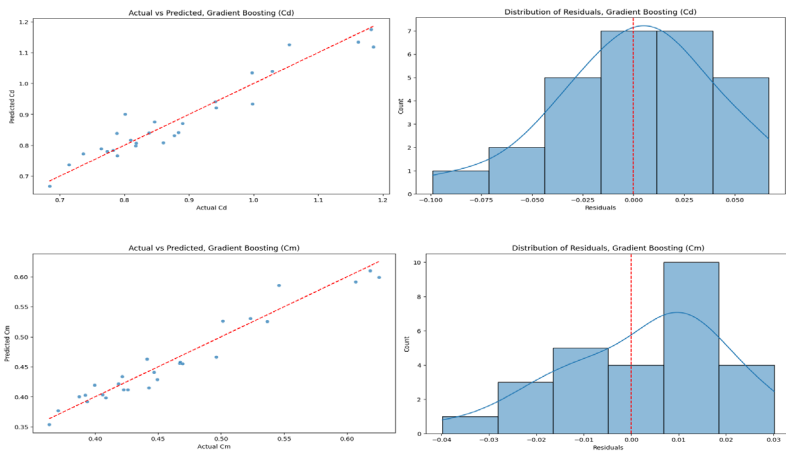 Actual vs Predicted, Gradient Boosting (Cd)
1.2
1.1
1.0
0.9
0.8
0.7
Predicted Cd
0.7 0.8 0.9 1.0 1.1 1.2
Actual Cd
Distribution of Residuals, Gradient Boosting (Cd)
7
6
5
4
3
2
1
0
Count
−0.100 −0.075 −0.050 −0.025 0.000 0.025 0.050
Residuals
Actual vs Predicted, Gradient Boosting (Cm)
0.60
0.55
0.50
0.45
0.40
0.35
Predicted Cm
0.40 0.45 0.50 0.55 0.60
Actual Cm
Distribution of Residuals, Gradient Boosting (Cm)
10
8
6
4
2
0
Count
−0.04 −0.03 −0.02 −0.01 0.00 0.01 0.02 0.03
Residuals